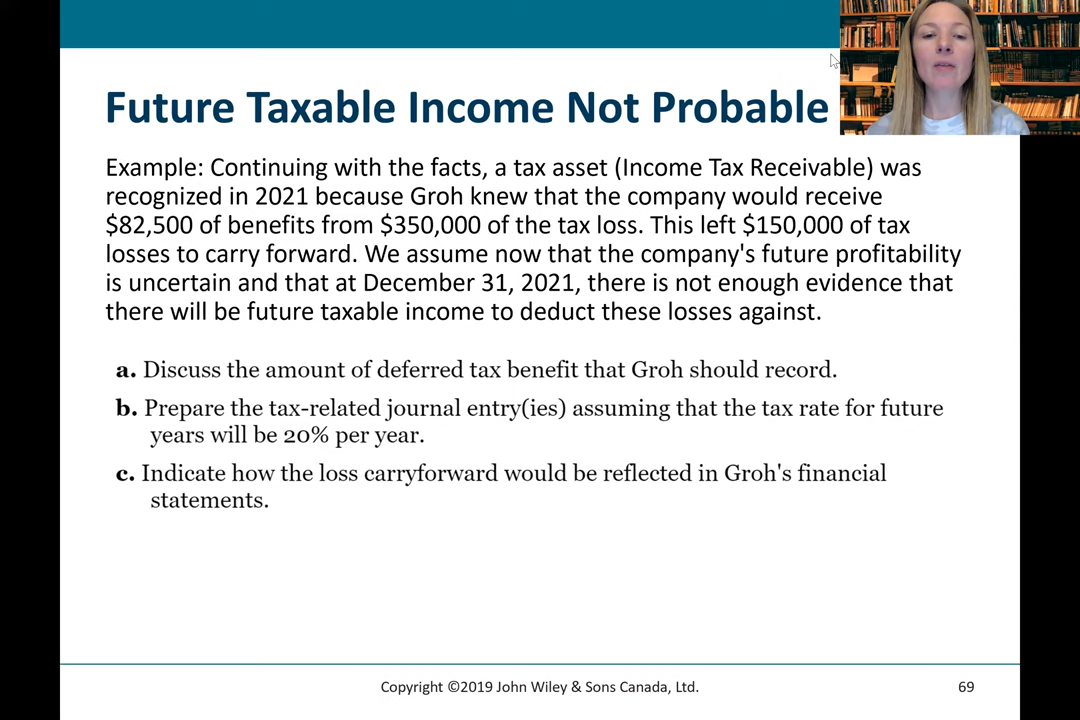 Future Taxable Income Not Probable
Example: Continuing with the facts, a tax asset (Income Tax Receivable) was
recognized in 2021 because Groh knew that the company would receive
$82,500 of benefits from $350,000 of the tax loss. This left $150,000 of tax
losses to carry forward. We assume now that the company's future profitability
is uncertain and that at December 31, 2021, there is not enough evidence that
there will be future taxable income to deduct these losses against.
a. Discuss the amount of deferred tax benefit that Groh should record.
b. Prepare the tax-related journal entry(ies) assuming that the tax rate for future
years will be 20% per year.
c. Indicate how the loss carryforward would be reflected in Groh's financial
statements.
Copyright ©2019 John Wiley & Sons Canada, Ltd.
69